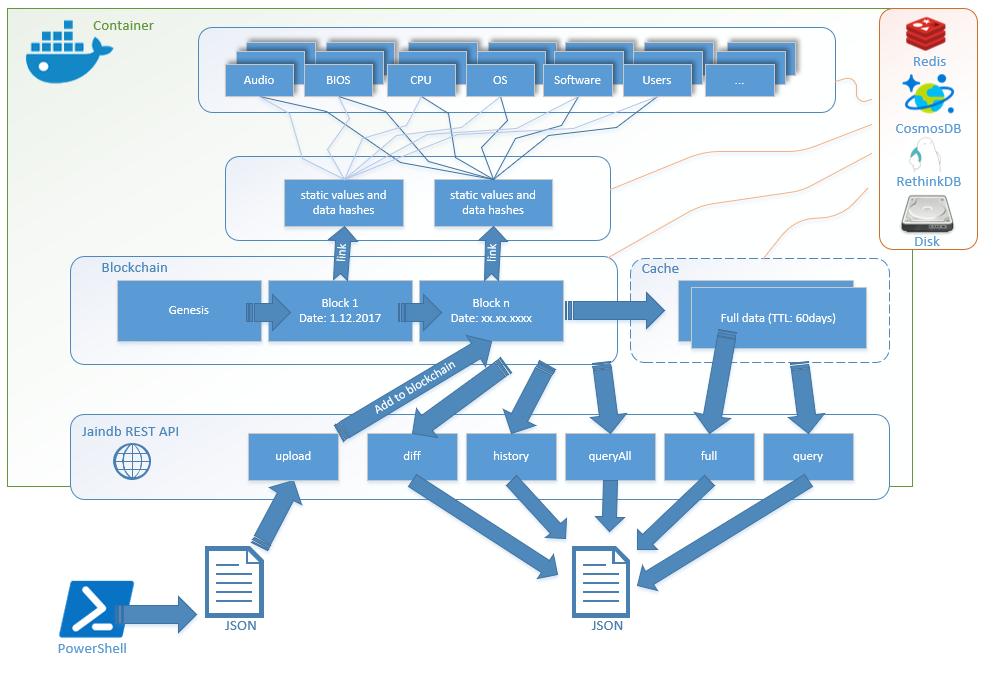 Container
Redis
CosmosDB
RethinkDB
Disk
Audio
BIOS
CPU
OS
Software
Users
...
static values and
data hashes
static values and
data hashes
link
link
Blockchain
Genesis
Block 1
Date: 1.12.2017
Block n
Date: xx.xx.xxxx
Cache
Full data (TTL: 60days)
Add to blockchain
Jaindb REST API
upload
diff
history
queryAll
full
query
JSON
JSON
PowerShell